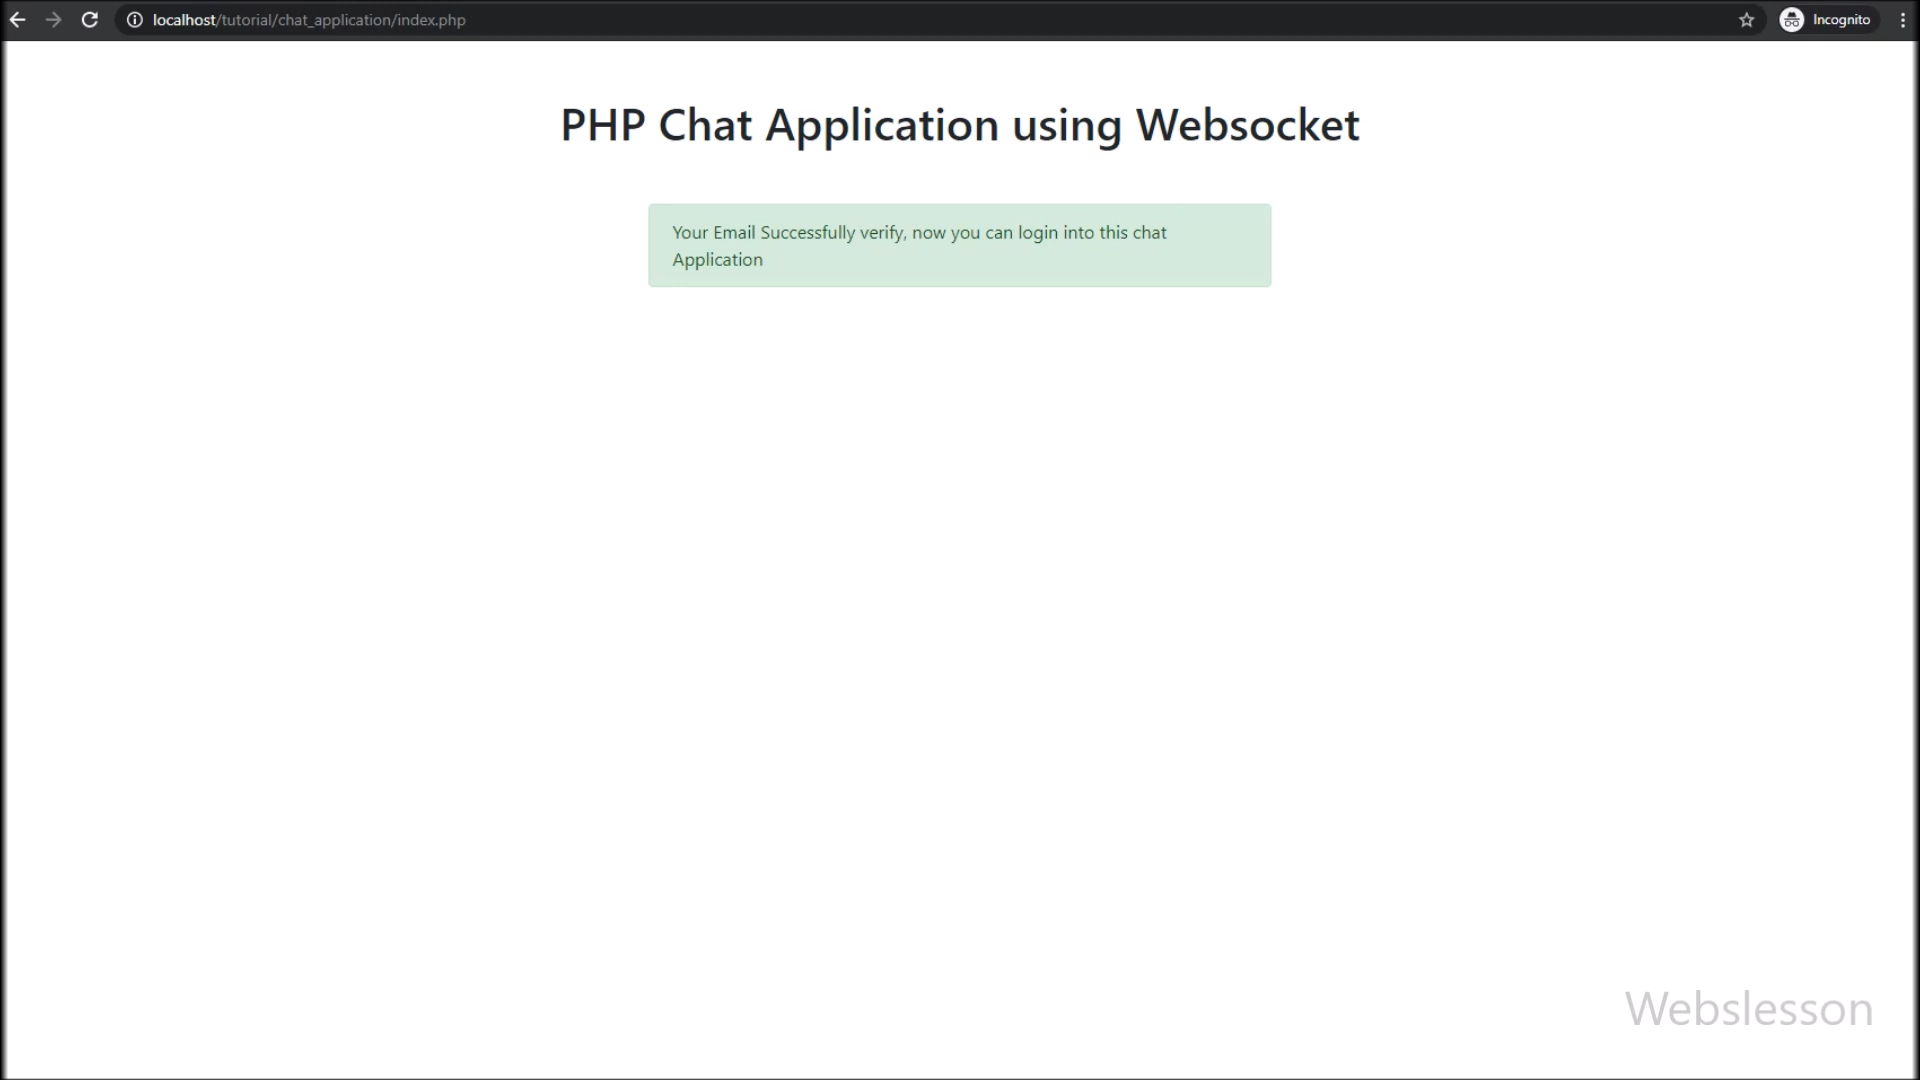 localhost/tutorial/chat_application/index.php
Incognito
PHP Chat Application using Websocket
Your Email Successfully verify, now you can login into this chat
Application
Webslesson